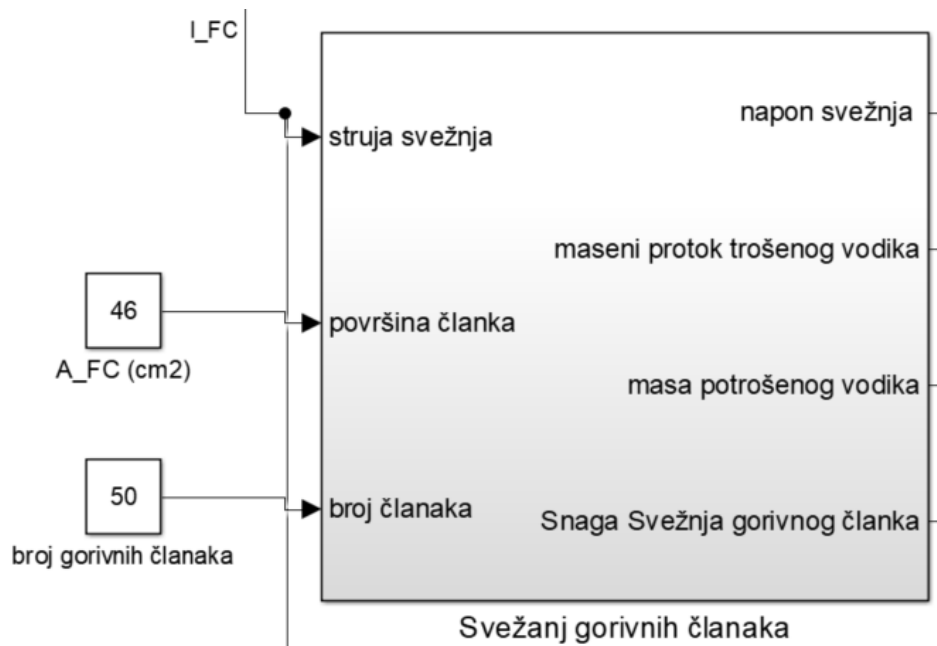 I_FC
struja svežnja
napon svežnja
maseni protok trošenog vodika
46
površina članka
A_FC (cm2)
masa potrošenog vodika
50
broj članaka
Snaga Svežnja gorivnog članka
broj gorivnih članaka
Svežanj gorivnih članaka